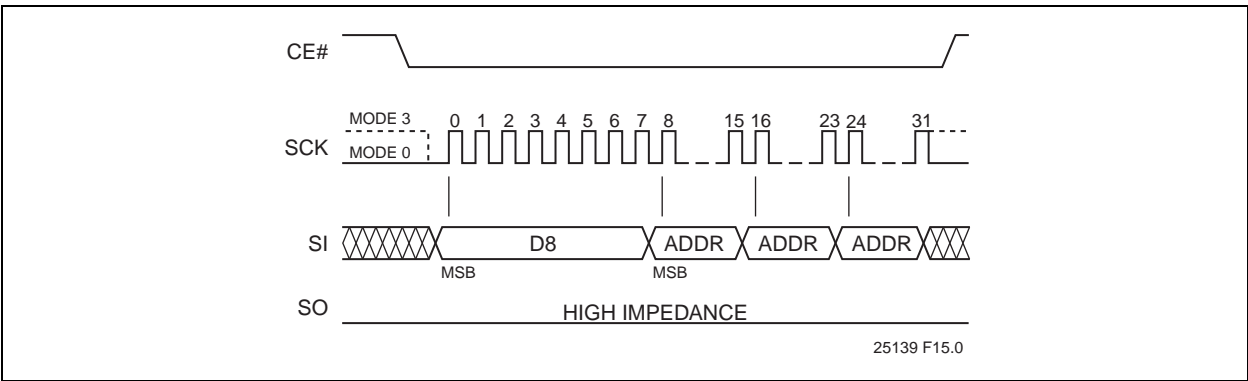 CE#
MODE 3 0 1 2 3 4 5 6 7 8 15 16 23 24 31
SCK MODE 0
SI D8 ADDR ADDR ADDR
MSB MSB
SO HIGH IMPEDANCE
25139 F15.0